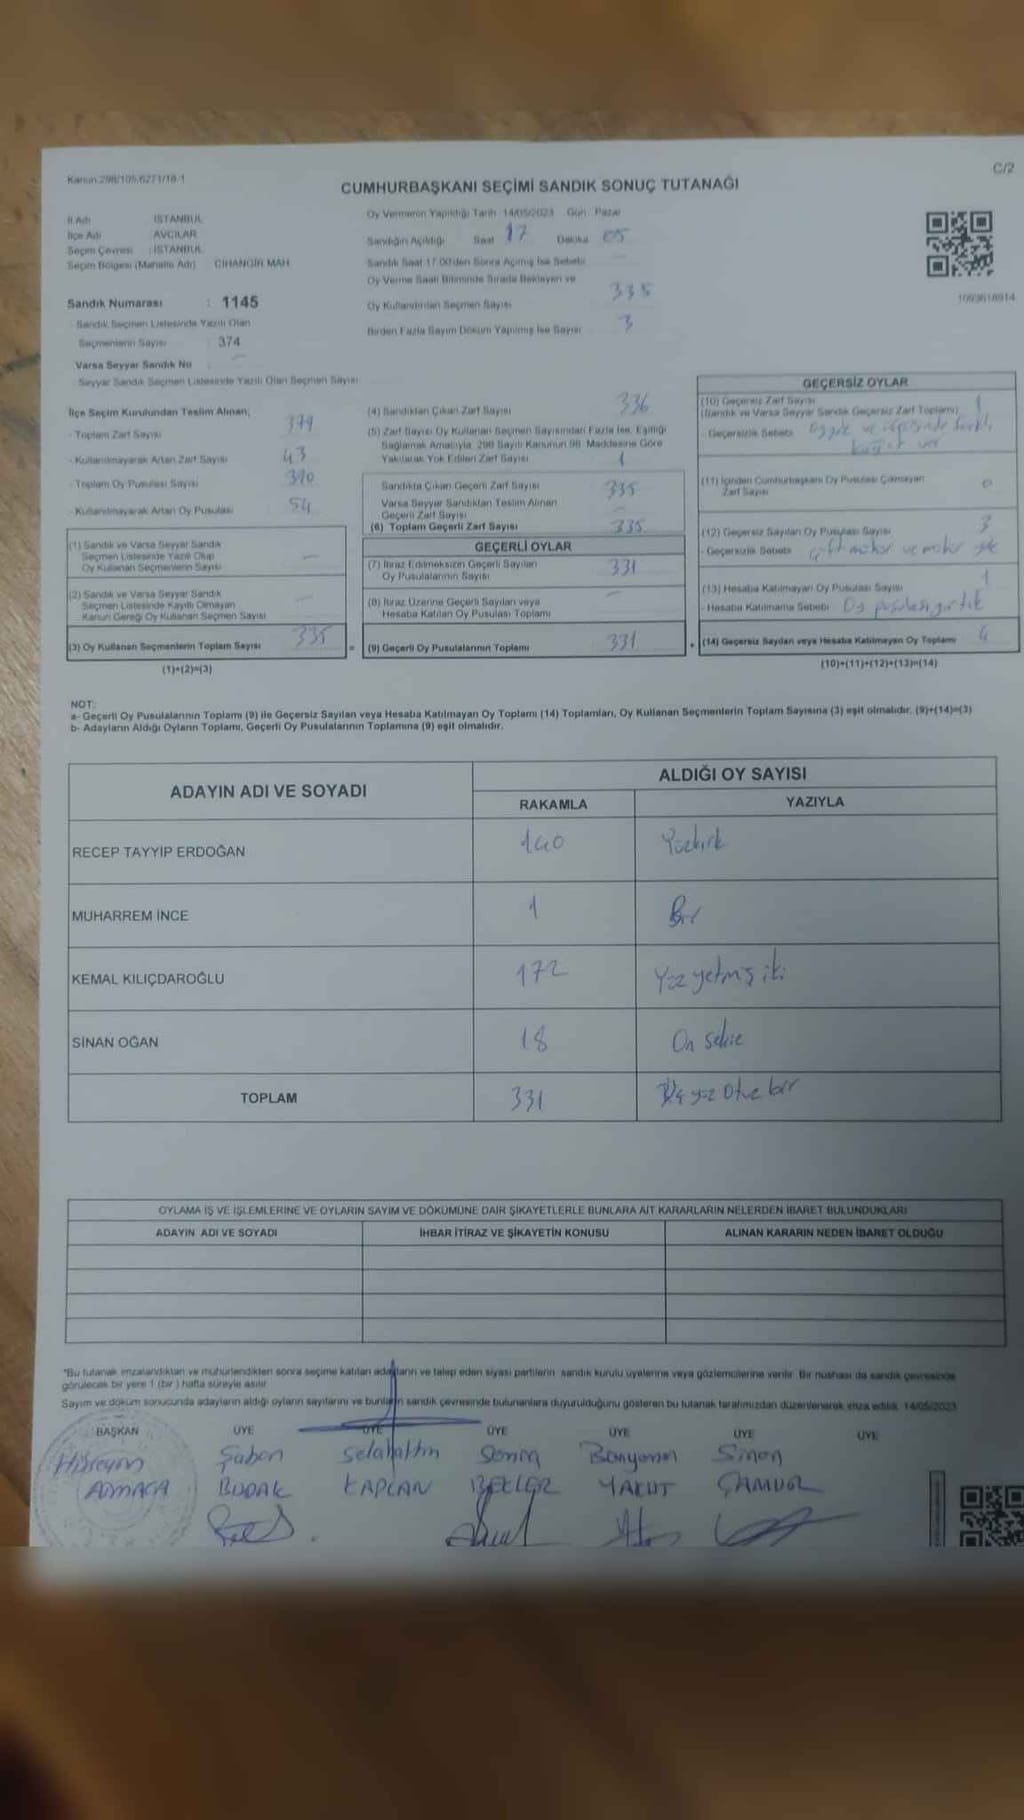 Kanun:298/105,6271/18-1
C/2
CUMHURBAŞKANI SEÇİMİ SANDIK SONUÇ TUTANAĞI
İl Adı : İSTANBUL
İlçe Adı : AVCILAR
Seçim Çevresi : İSTANBUL
Seçim Bölgesi (Mahalle Adı) : CİHANGİR MAH.
Sandık Numarası : 1145
Sandık Seçmen Listesinde Yazılı Olan
Seçmenlerin Sayısı : 374
Varsa Seyyar Sandık No
Seyyar Sandık Seçmen Listesinde Yazılı Olan Seçmen Sayısı
Oy Vermenin Yapıldığı Tarih 14/05/2023 Gün Pazar
Sandığın Açıldığı Saat 17 Dakika 05
Sandık Saat 17.00'den Sonra Açılmış İse Sebebi
Oy Verme Saati Bitiminde Sırada Bekleyen ve
Oy Kullandırılan Seçmen Sayısı 335
Birden Fazla Sayım Döküm Yapılmış İse Sayısı 3
İlçe Seçim Kurulundan Teslim Alınan;
- Toplam Zarf Sayısı 379
- Kullanılmayarak Artan Zarf Sayısı 43
- Toplam Oy Pusulası Sayısı 390
- Kullanılmayarak Artan Oy Pusulası 54
(1) Sandık ve Varsa Seyyar Sandık
Seçmen Listesinde Yazılı Olup
Oy Kullanan Seçmenlerin Sayısı —
(2) Sandık ve Varsa Seyyar Sandık
Seçmen Listesinde Kayıtlı Olmayan
Kanun Gereği Oy Kullanan Seçmen Sayısı —
(3) Oy Kullanan Seçmenlerin Toplam Sayısı 335
(1)+(2)=(3)
(4) Sandıktan Çıkan Zarf Sayısı 336
(5) Zarf Sayısı Oy Kullanan Seçmen Sayısından Fazla İse, Eşitliği
Sağlamak Amacıyla, 298 Sayılı Kanunun 98. Maddesine Göre
Yakılarak Yok Edilen Zarf Sayısı 1
Sandıkta Çıkan Geçerli Zarf Sayısı 335
Varsa Seyyar Sandıktan Teslim Alınan
Geçerli Zarf Sayısı —
(6) Toplam Geçerli Zarf Sayısı 335
GEÇERLİ OYLAR
(7) İtiraz Edilmeksizin Geçerli Sayılan
Oy Pusulalarının Sayısı 331
(8) İtiraz Üzerine Geçerli Sayılan veya
Hesaba Katılan Oy Pusulası Toplamı —
= (9) Geçerli Oy Pusulalarının Toplamı 331
GEÇERSİZ OYLAR
(10) Geçersiz Zarf Sayısı 1
(Sandık ve Varsa Seyyar Sandık Geçersiz Zarf Toplamı)
- Geçersizlik Sebebi
kağıt var
(11) İçinden Cumhurbaşkanı Oy Pusulası Çıkmayan
Zarf Sayısı 0
(12) Geçersiz Sayılan Oy Pusulası Sayısı 3
- Geçersizlik Sebebi Çift mühür ve mühür
(13) Hesaba Katılmayan Oy Pusulası Sayısı 1
- Hesaba Katılmama Sebebi Oy pusulası yırtık
+ (14) Geçersiz Sayılan veya Hesaba Katılmayan Oy Toplamı 4
(10)+(11)+(12)+(13)=(14)
NOT:
a- Geçerli Oy Pusulalarının Toplamı (9) ile Geçersiz Sayılan veya Hesaba Katılmayan Oy Toplamı (14) Toplamları, Oy Kullanan Seçmenlerin Toplam Sayısına (3) eşit olmalıdır. (9)+(14)=(3)
b- Adayların Aldığı Oyların Toplamı, Geçerli Oy Pusulalarının Toplamına (9) eşit olmalıdır.
ADAYIN ADI VE SOYADI
ALDIĞI OY SAYISI
RAKAMLA YAZIYLA
RECEP TAYYİP ERDOĞAN 140 Yüzkırk
MUHARREM İNCE 1 Bir
KEMAL KILIÇDAROĞLU 172 Yüz yetmiş iki
SİNAN OĞAN 18 On sekiz
TOPLAM 331 Üç yüz Otuz bir
OYLAMA İŞ VE İŞLEMLERİNE VE OYLARIN SAYIM VE DÖKÜMÜNE DAİR ŞİKAYETLERLE BUNLARA AİT KARARLARIN NELERDEN İBARET BULUNDUKLARI
ADAYIN ADI VE SOYADI İHBAR İTİRAZ VE ŞİKAYETİN KONUSU ALINAN KARARIN NEDEN İBARET OLDUĞU
*Bu tutanak imzalandıktan ve mühürlendikten sonra seçime katılan adayların ve talep eden siyasi partilerin sandık kurulu üyelerine veya gözlemcilerine verilir. Bir nüshası da sandık çevresinde
görülecek bir yere 1 (bir ) hafta süreyle asılır
Sayım ve döküm sonucunda adayların aldığı oyların sayılarını ve bunların sandık çevresinde bulunanlara duyurulduğunu gösteren bu tutanak tarafımızdan düzenlenerek imza edildi. 14/05/2023
BAŞKAN ÜYE ÜYE ÜYE ÜYE ÜYE ÜYE
Hüseyin Şaban Selahattin Bünyamin Sinan
BUDAK KAPLAN YAKUT ÇAMUR